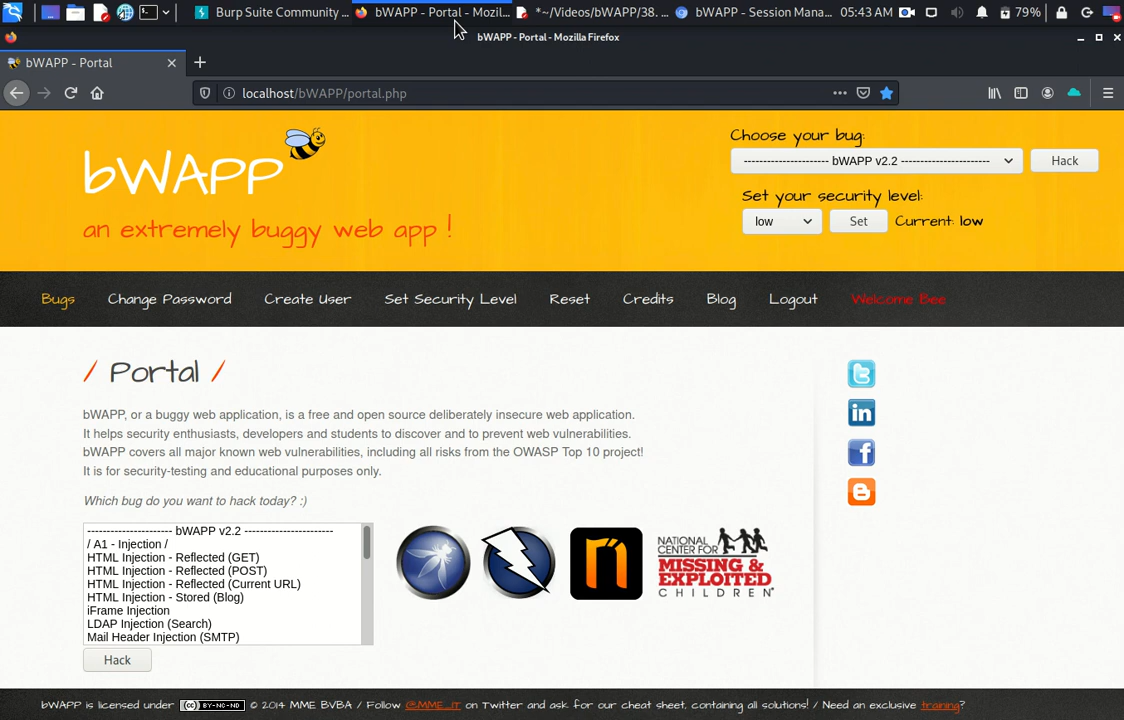 Burp Suite Community ...
bWAPP - Portal - Mozil...
*~/Videos/bWAPP/38. ...
bWAPP - Session Mana...
05:43 AM
79%
bWAPP - Portal - Mozilla Firefox
bWAPP - Portal
localhost/bWAPP/portal.php
bWAPP
an extremely buggy web app !
Choose your bug:
---------------------- bWAPP v2.2 -----------------------
Hack
Set your security level:
low
Set
Current: low
Bugs
Change Password
Create User
Set Security Level
Reset
Credits
Blog
Logout
Welcome Bee
/ Portal /
bWAPP, or a buggy web application, is a free and open source deliberately insecure web application.
It helps security enthusiasts, developers and students to discover and to prevent web vulnerabilities.
bWAPP covers all major known web vulnerabilities, including all risks from the OWASP Top 10 project!
It is for security-testing and educational purposes only.
Which bug do you want to hack today? :)
---------------------- bWAPP v2.2 -----------------------
/ A1 - Injection /
HTML Injection - Reflected (GET)
HTML Injection - Reflected (POST)
HTML Injection - Reflected (Current URL)
HTML Injection - Stored (Blog)
iFrame Injection
LDAP Injection (Search)
Mail Header Injection (SMTP)
NATIONAL
CENTER FOR
MISSING &
EXPLOITED
CHILDREN®
Hack
bWAPP is licensed under (cc) BY-NC-ND © 2014 MME BVBA / Follow @MME_IT on Twitter and ask for our cheat sheet, containing all solutions! / Need an exclusive training?